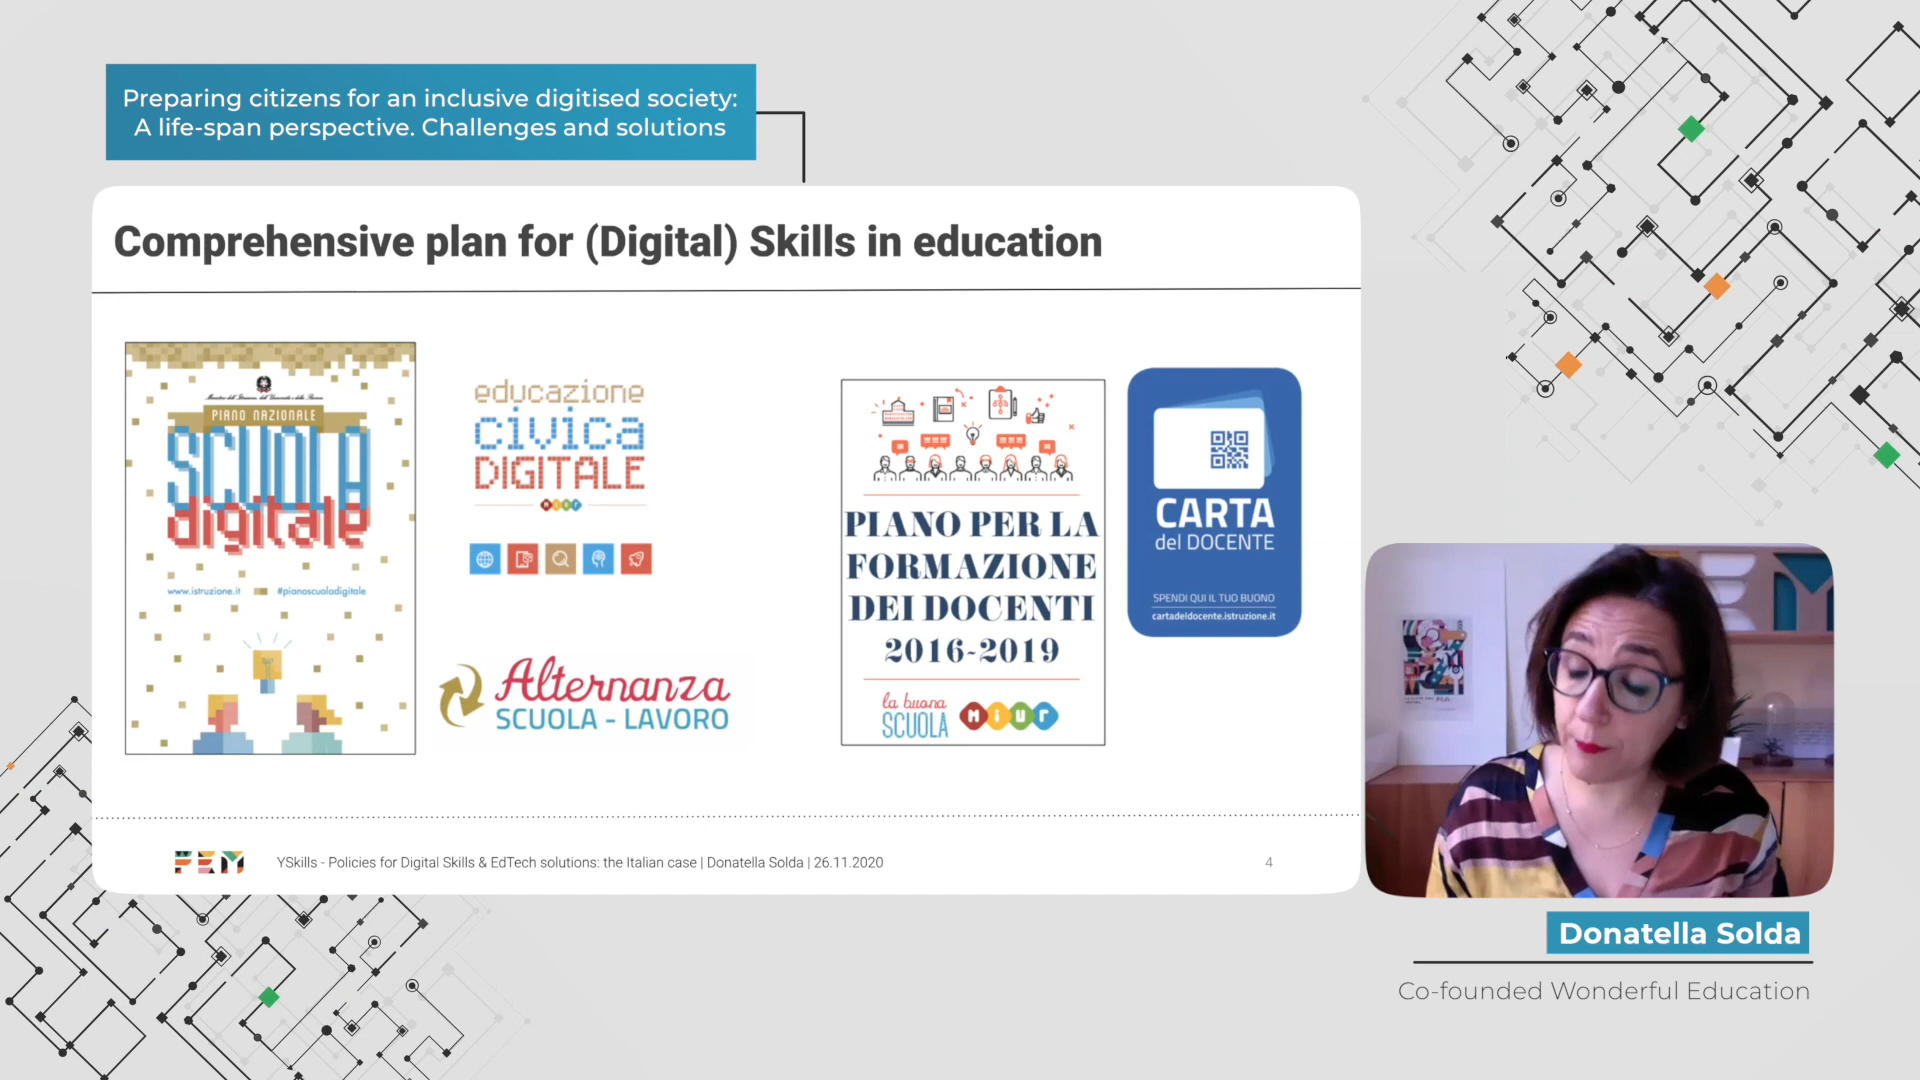 Preparing citizens for an inclusive digitised society:
A life-span perspective. Challenges and solutions
Comprehensive plan for (Digital) Skills in education
PIANO NAZIONALE
SCUOLA
digitale
www.istruzione.it
#pianoscuoladigitale
educazione
civica
DIGITALE
miur
Alternanza
SCUOLA - LAVORO
PIANO PER LA
FORMAZIONE
DEI DOCENTI
2016-2019
la buona
SCUOLA
miur
CARTA
del DOCENTE
SPENDI QUI IL TUO BUONO
cartadeldocente.istruzione.it
FEM
YSkills - Policies for Digital Skills & EdTech solutions: the Italian case | Donatella Solda | 26.11.2020
4
Donatella Solda
Co-founded Wonderful Education